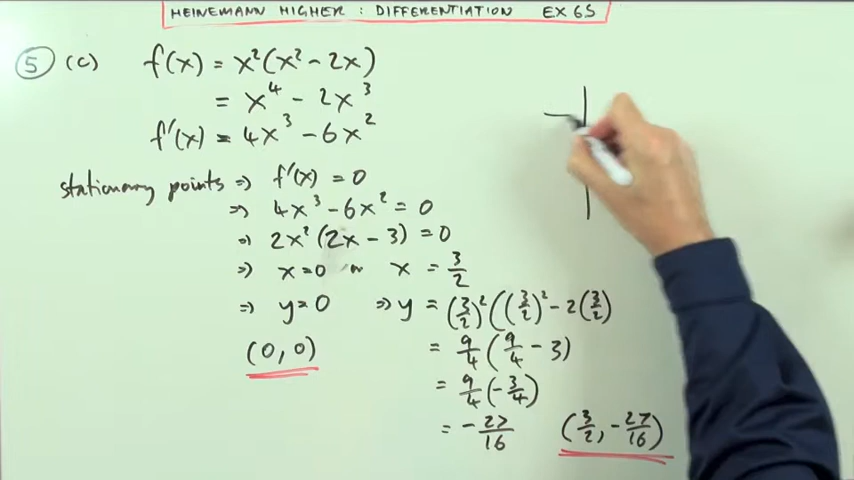 HEINEMANN HIGHER : DIFFERENTIATION EX 6S
5 (c) f(x) = x²(x² - 2x)
= x⁴ - 2x³
f'(x) = 4x³ - 6x²
stationary points ⇒ f'(x) = 0
⇒ 4x³ - 6x² = 0
⇒ 2x²(2x - 3) = 0
⇒ x=0 or x = 3/2
⇒ y=0 ⇒ y = (3/2)²((3/2)² - 2(3/2)
(0, 0) = 9/4(9/4 - 3)
= 9/4(-3/4)
= -27/16 (3/2, -27/16)